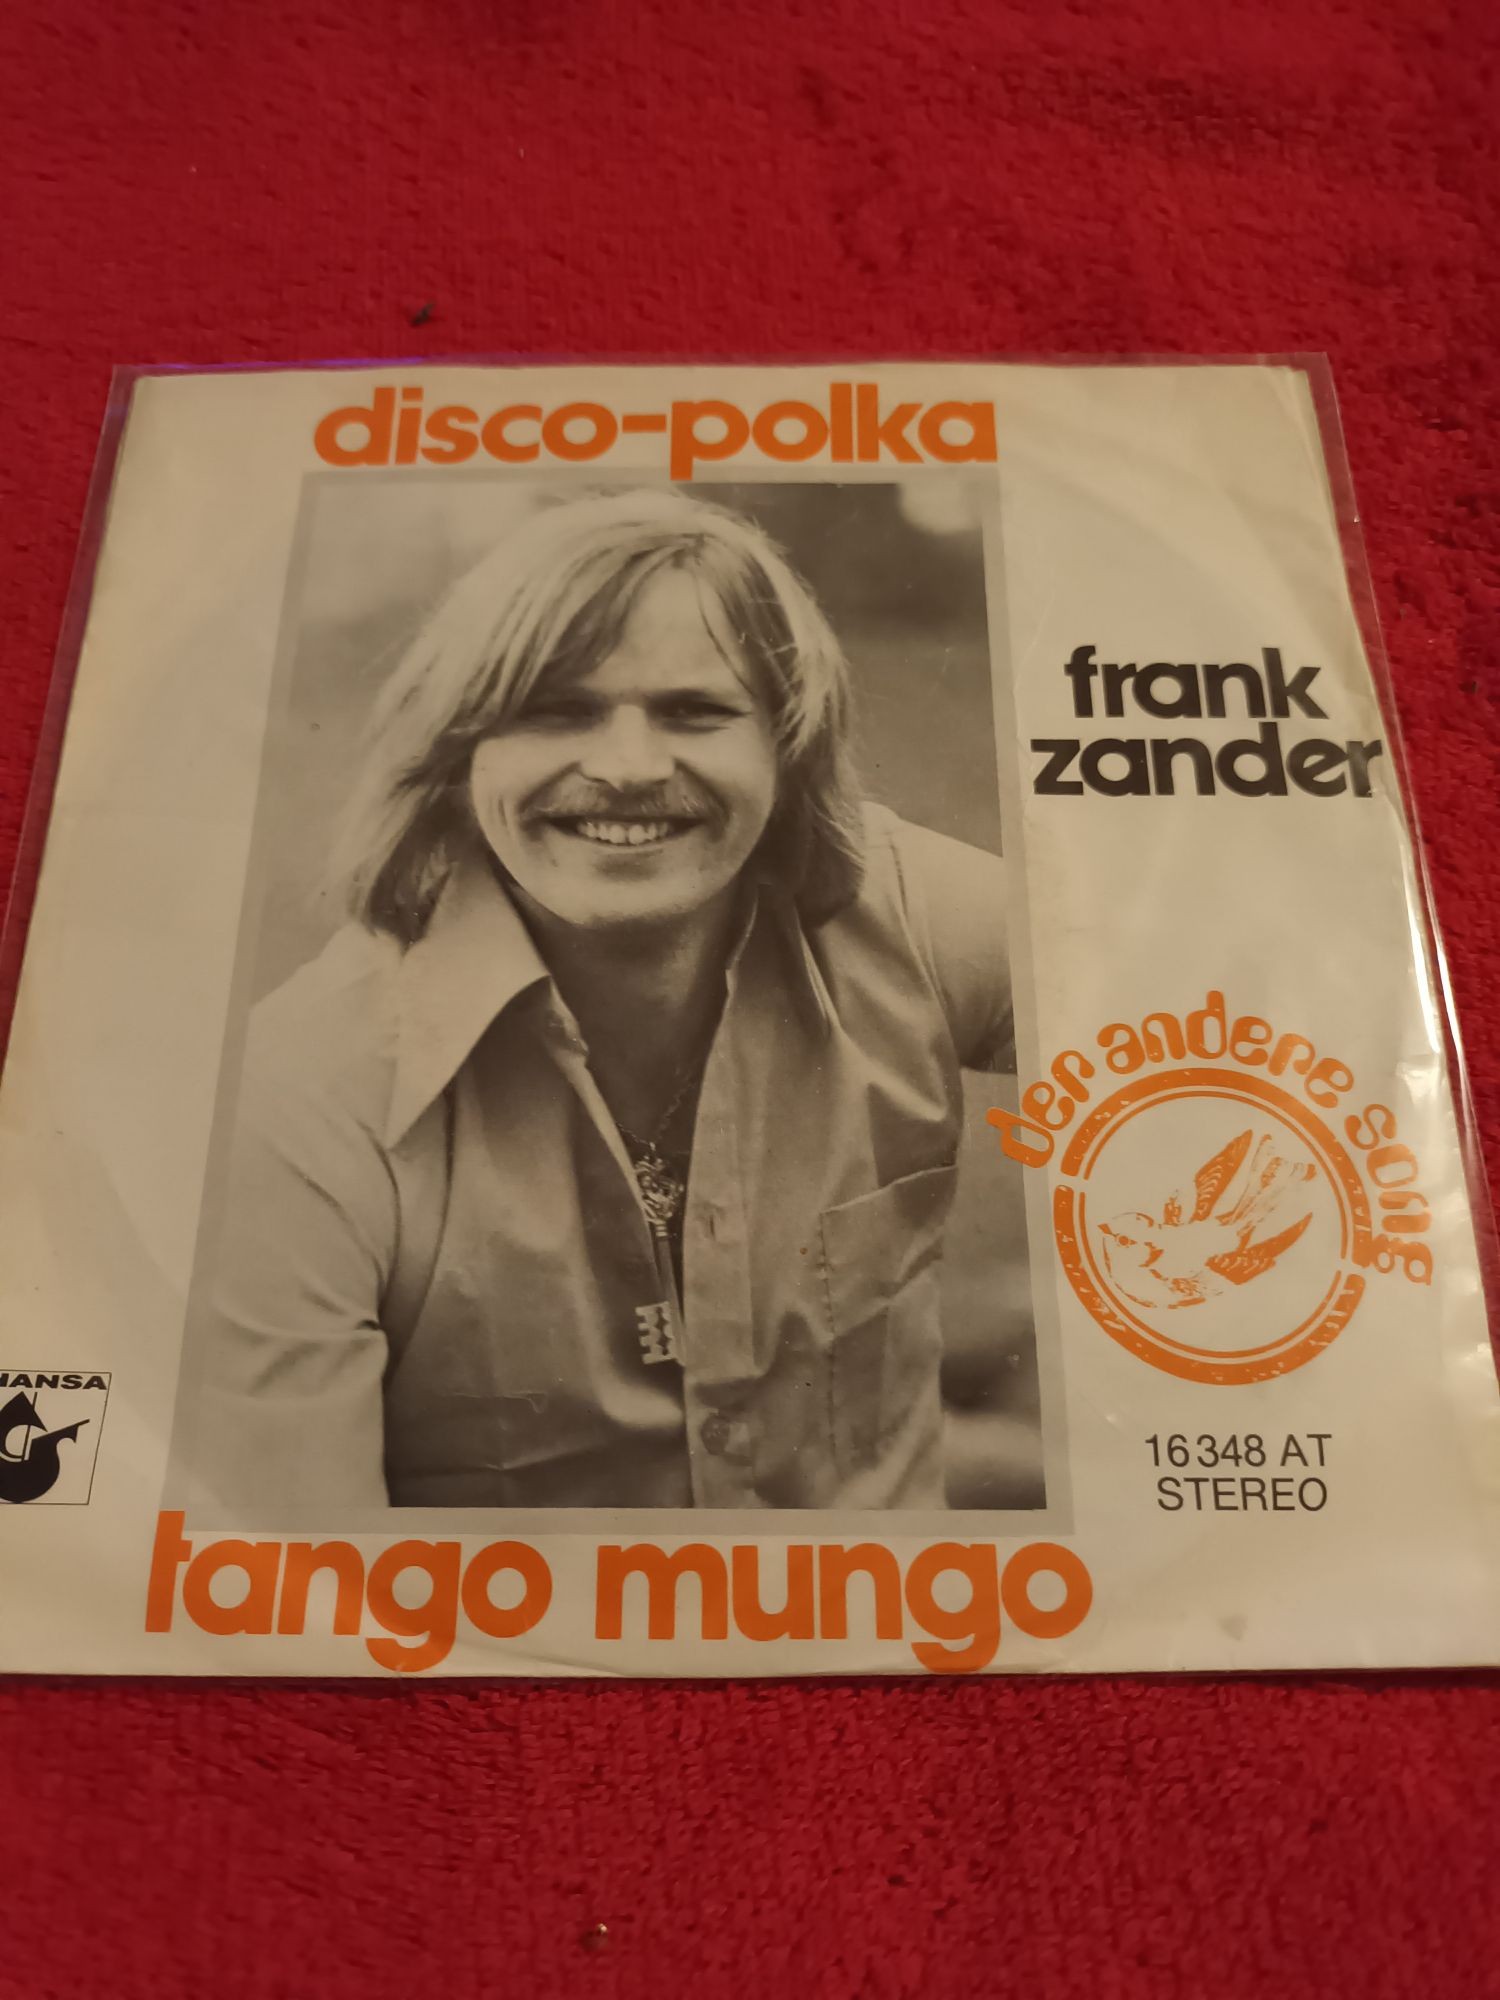 disco-polka
frank
zander
der andere song
HANSA
16 348 AT
STEREO
tango mungo